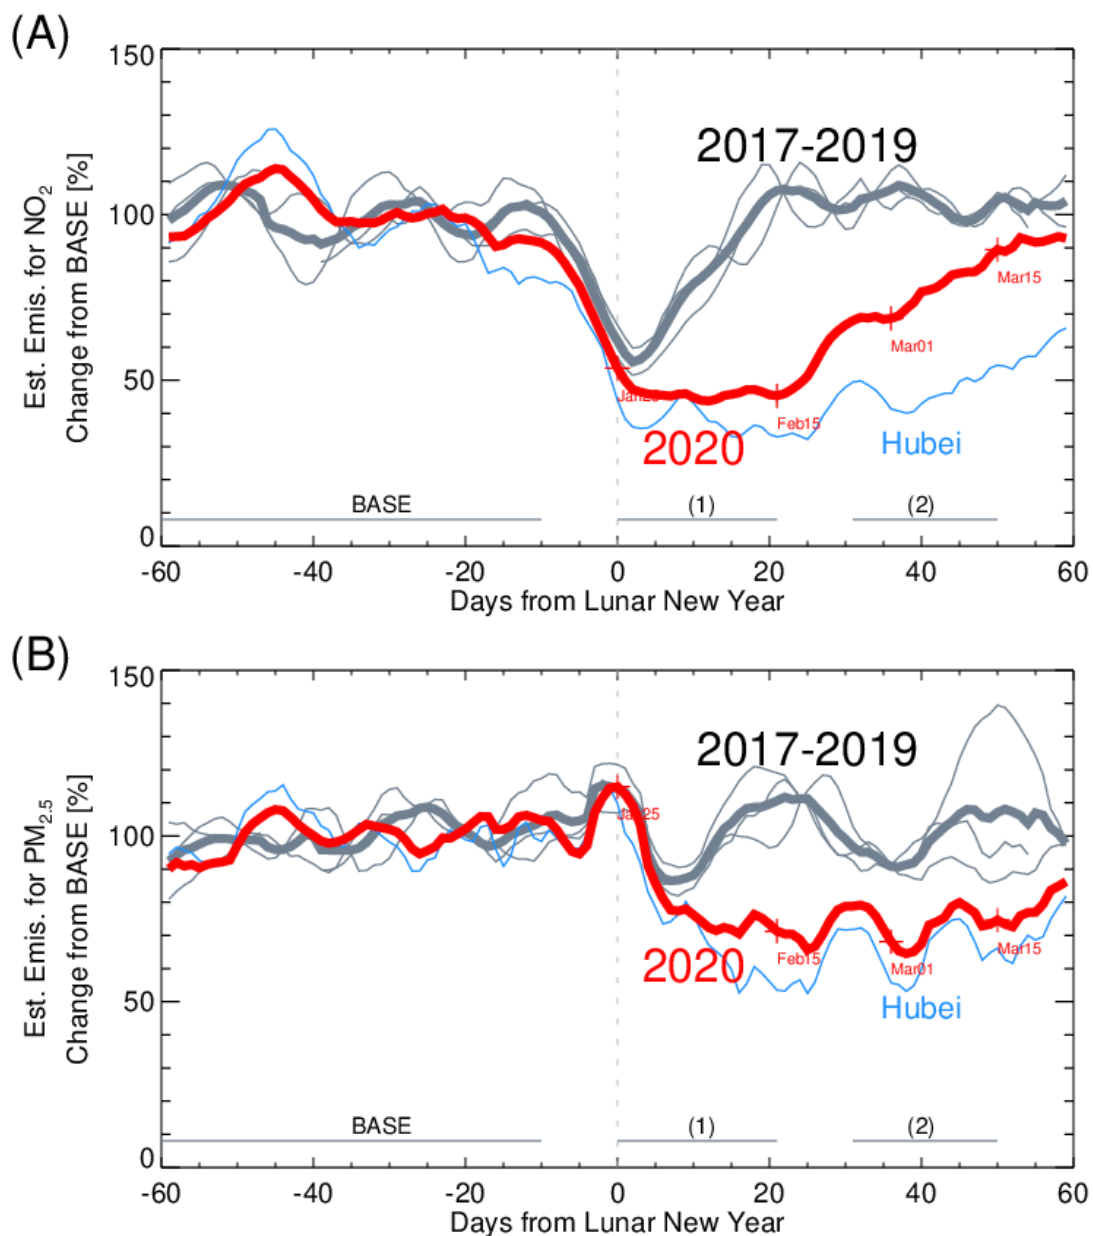 (A)
150
100
50
0
Est. Emis. for NO2
Change from BASE [%]
2017-2019
Jan25
2020
Feb15
Mar01
Mar15
Hubei
BASE
(1)
(2)
-60 -40 -20 0 20 40 60
Days from Lunar New Year
(B)
150
100
50
0
Est. Emis. for PM2.5
Change from BASE [%]
2017-2019
Jan25
2020
Feb15
Mar01
Mar15
Hubei
BASE
(1)
(2)
-60 -40 -20 0 20 40 60
Days from Lunar New Year